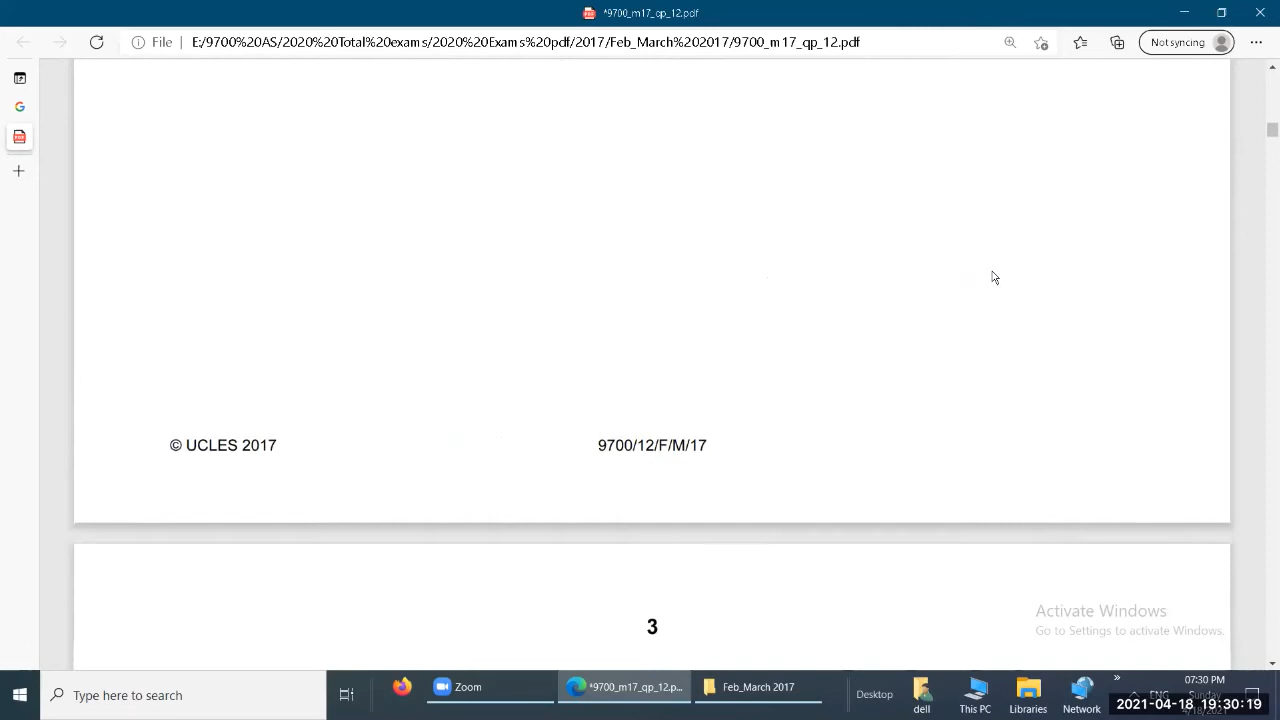 *9700_m17_qp_12.pdf
File | E:/9700%20AS/2020%20Total%20exams/2020%20Exams%20pdf/2017/Feb_March%202017/9700_m17_qp_12.pdf
Not syncing
© UCLES 2017
9700/12/F/M/17
3
Activate Windows
Go to Settings to activate Windows.
Type here to search
Zoom
*9700_m17_qp_12.p...
Feb_March 2017
Desktop
dell
This PC
Libraries
Network
ENG
07:30 PM
Sunday
2021-04-18 19:30:19